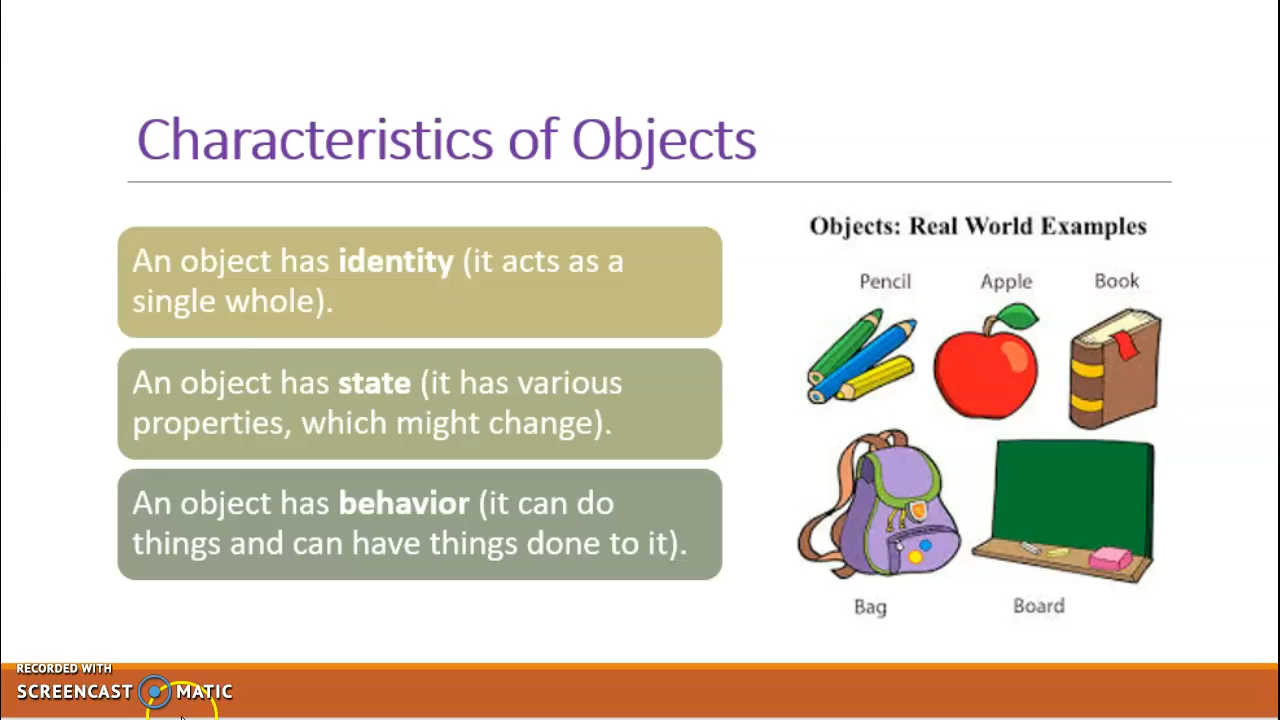 Characteristics of Objects
An object has identity (it acts as a
single whole).
An object has state (it has various
properties, which might change).
An object has behavior (it can do
things and can have things done to it).
Objects: Real World Examples
Pencil Apple Book
Bag Board
RECORDED WITH
SCREENCAST MATIC